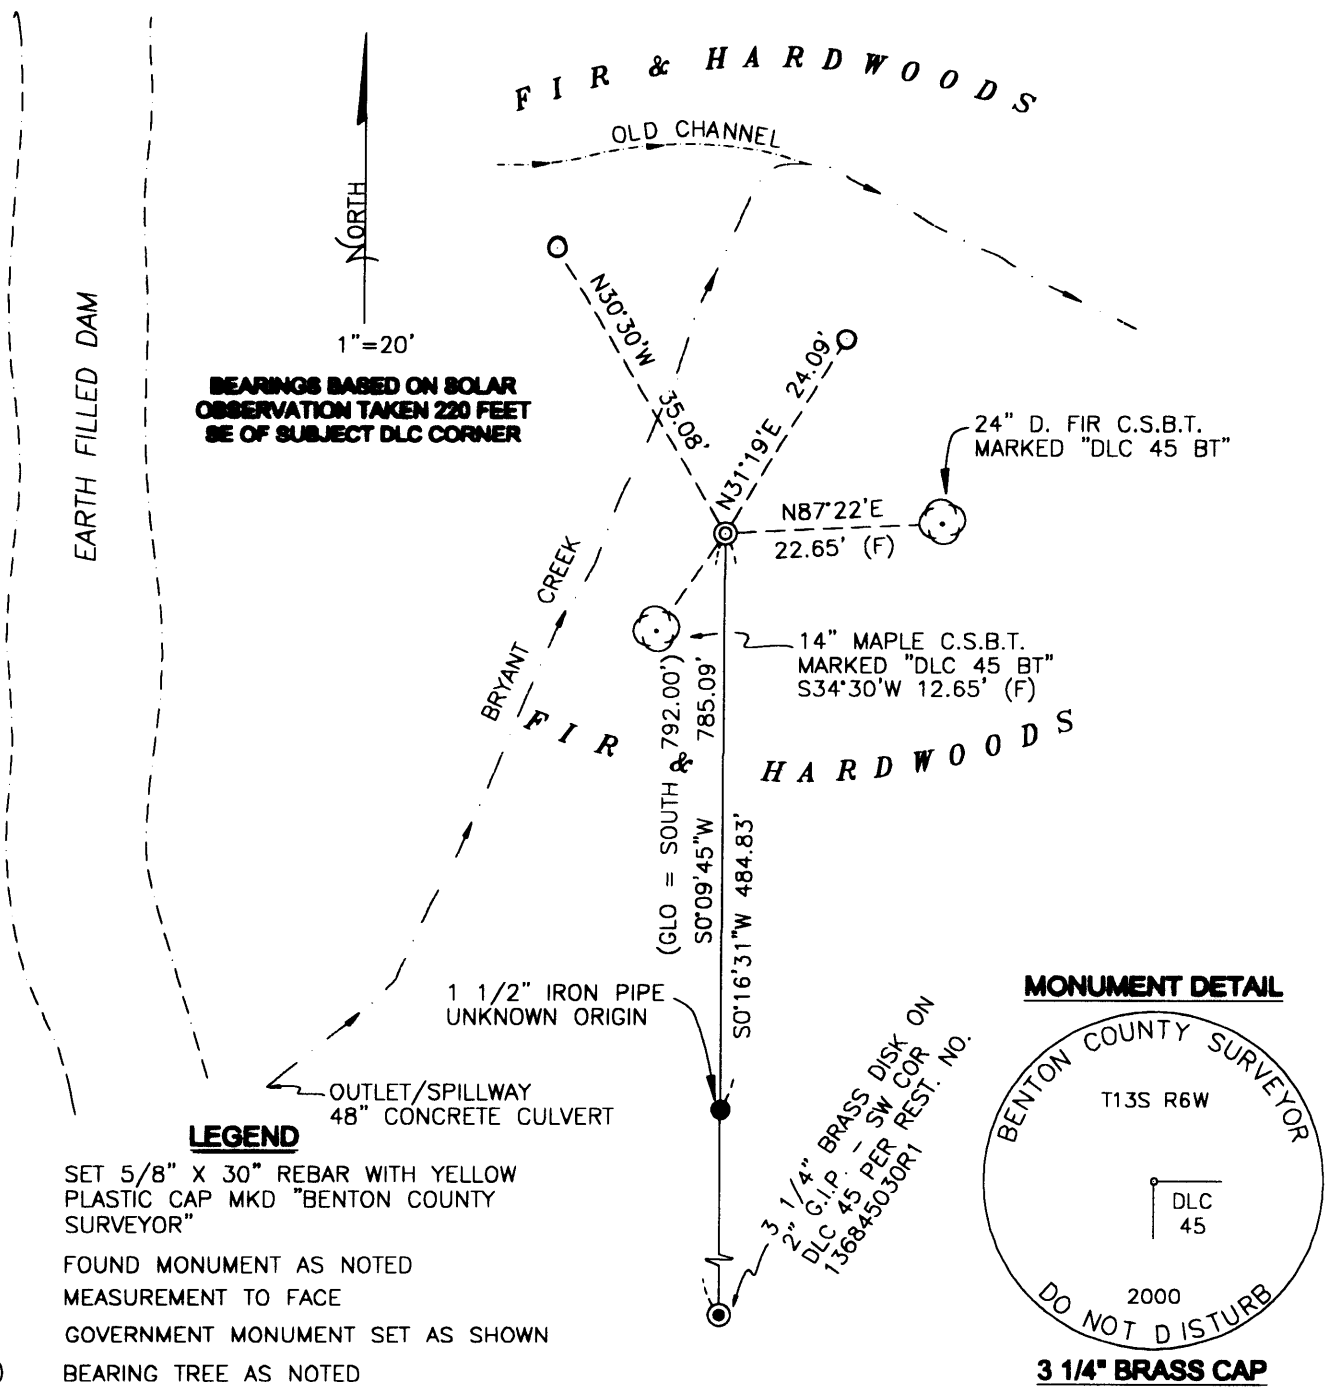 FIR & HARDWOODS
OLD CHANNEL
NORTH
1"=20'
BEARINGS BASED ON SOLAR
OBSERVATION TAKEN 220 FEET
SE OF SUBJECT DLC CORNER
EARTH FILLED DAM
N30°30'W 35.08'
N31°19'E 24.09'
24" D. FIR C.S.B.T.
MARKED "DLC 45 BT"
N87°22'E
22.65' (F)
BRYANT CREEK
14" MAPLE C.S.B.T.
MARKED "DLC 45 BT"
S34°30'W 12.65' (F)
FIR & HARDWOODS
(GLO = SOUTH 792.00')
S0°09'45"W 785.09'
S0°16'31"W 484.83'
1 1/2" IRON PIPE
UNKNOWN ORIGIN
OUTLET/SPILLWAY
48" CONCRETE CULVERT
3 1/4" BRASS DISK ON
2" G.I.P. - SW COR
DLC 45 PER REST. NO.
13684503OR1
LEGEND
SET 5/8" X 30" REBAR WITH YELLOW
PLASTIC CAP MKD "BENTON COUNTY
SURVEYOR"
FOUND MONUMENT AS NOTED
MEASUREMENT TO FACE
GOVERNMENT MONUMENT SET AS SHOWN
) BEARING TREE AS NOTED
MONUMENT DETAIL
BENTON COUNTY SURVEYOR
T13S R6W
DLC
45
2000
DO NOT DISTURB
3 1/4" BRASS CAP